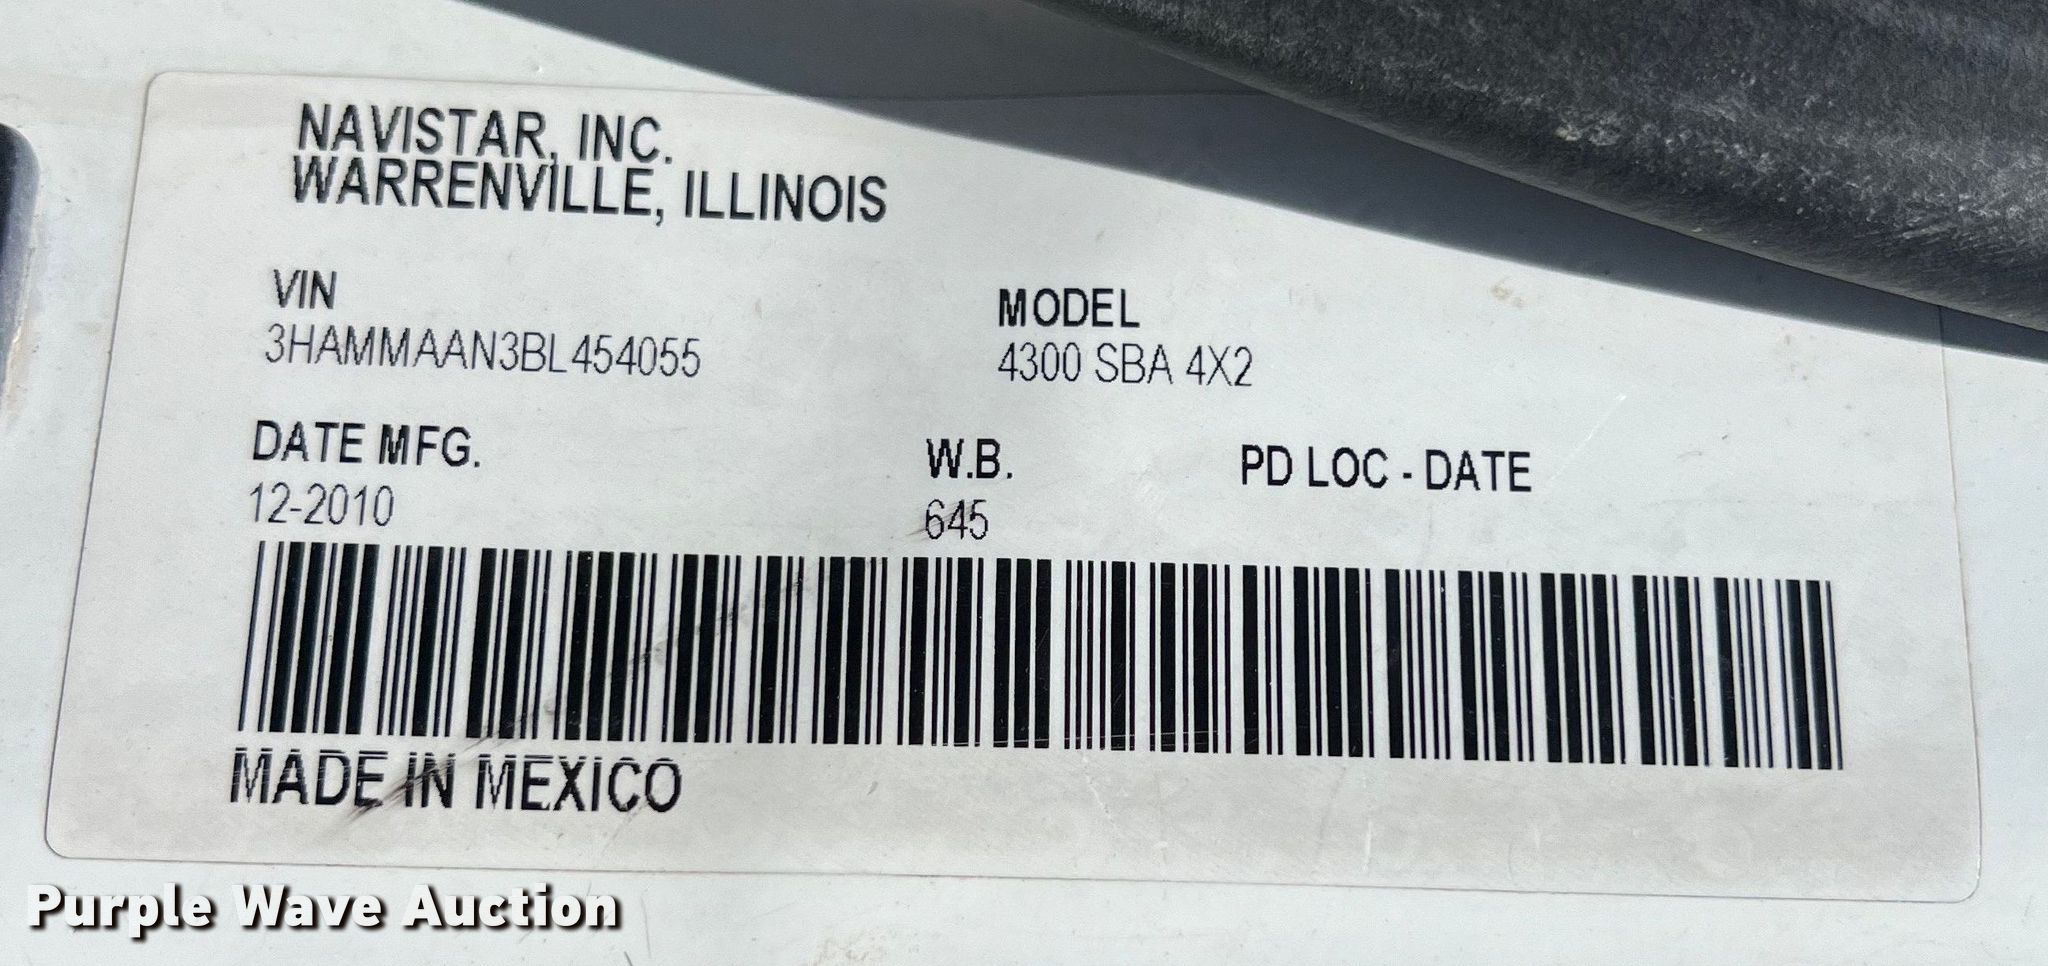 NAVISTAR, INC.
WARRENVILLE, ILLINOIS
VIN
3HAMMAAN3BL454055
MODEL
4300 SBA 4X2
DATE MFG.
12-2010
W.B.
645
PD LOC - DATE
MADE IN MEXICO
Purple Wave Auction